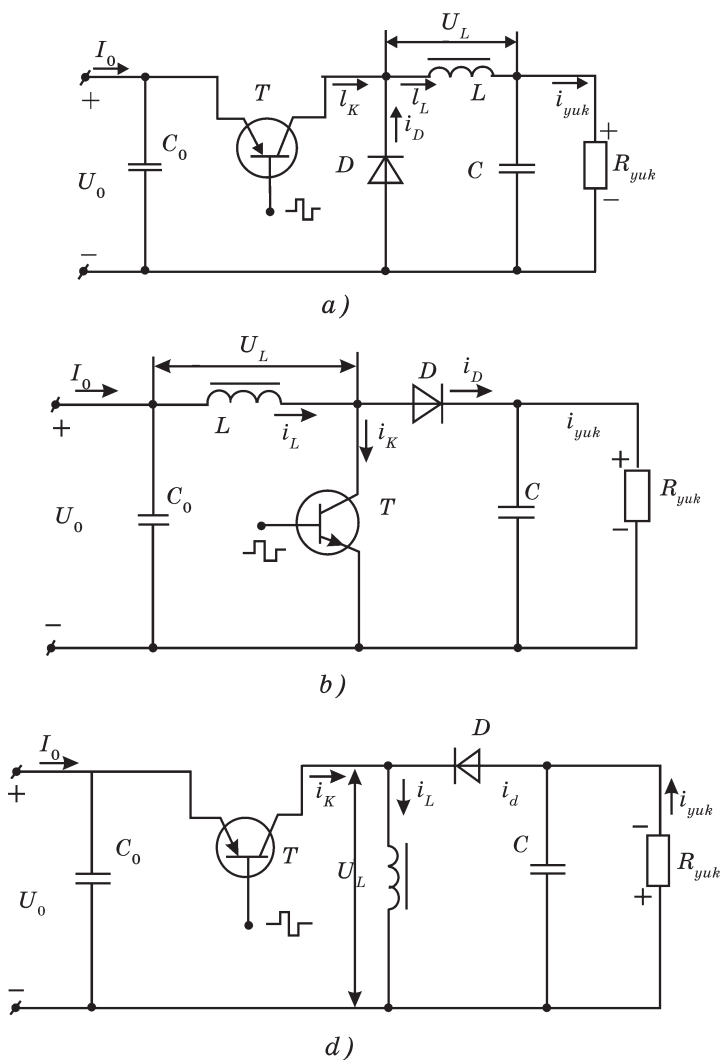 U_L
I_0
T
l_K
l_L
L
i_yuk
+
i_D
+
C_0
D
C
R_yuk
U_0
−
−
a)
U_L
I_0
D
i_D
+
L
i_L
i_K
i_yuk
+
C_0
T
C
R_yuk
U_0
−
−
b)
D
I_0
i_K
i_L
i_d
i_yuk
+
−
C_0
T
C
U_L
R_yuk
U_0
+
−
d)